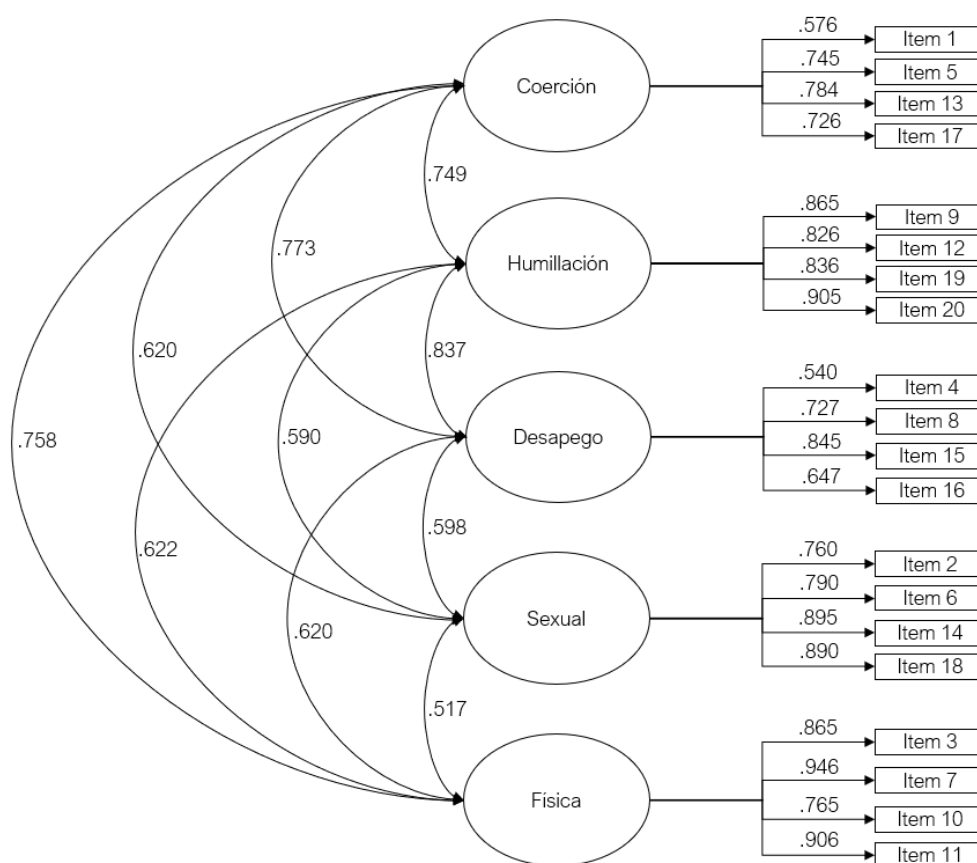 .576
Item 1
.745
Item 5
Coerción
.784
Item 13
.726
Item 17
.749
.865
Item 9
.826
Item 12
.773
Humillación
.836
Item 19
.905
Item 20
.620
.837
.540
Item 4
.727
Item 8
.758
.590
Desapego
.845
Item 15
.647
Item 16
.622
.598
.760
Item 2
.790
Item 6
.620
Sexual
.895
Item 14
.890
Item 18
.517
.865
Item 3
.946
Item 7
Física
.765
Item 10
.906
Item 11